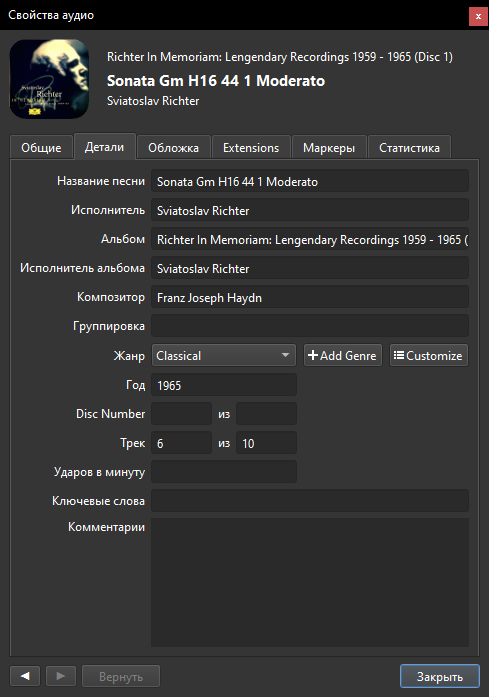 Свойства аудио
x
Richter In Memoriam: Lengendary Recordings 1959 - 1965 (Disc 1)
Sonata Gm H16 44 1 Moderato
Sviatoslav Richter
Sviatoslav
Richter
Общие Детали Обложка Extensions Маркеры Статистика
Название песни Sonata Gm H16 44 1 Moderato
Исполнитель Sviatoslav Richter
Альбом Richter In Memoriam: Lengendary Recordings 1959 - 1965 (
Исполнитель альбома Sviatoslav Richter
Композитор Franz Joseph Haydn
Группировка
Жанр Classical +Add Genre Customize
Год 1965
Disc Number из
Трек 6 из 10
Ударов в минуту
Ключевые слова
Комментарии
Вернуть Закрыть